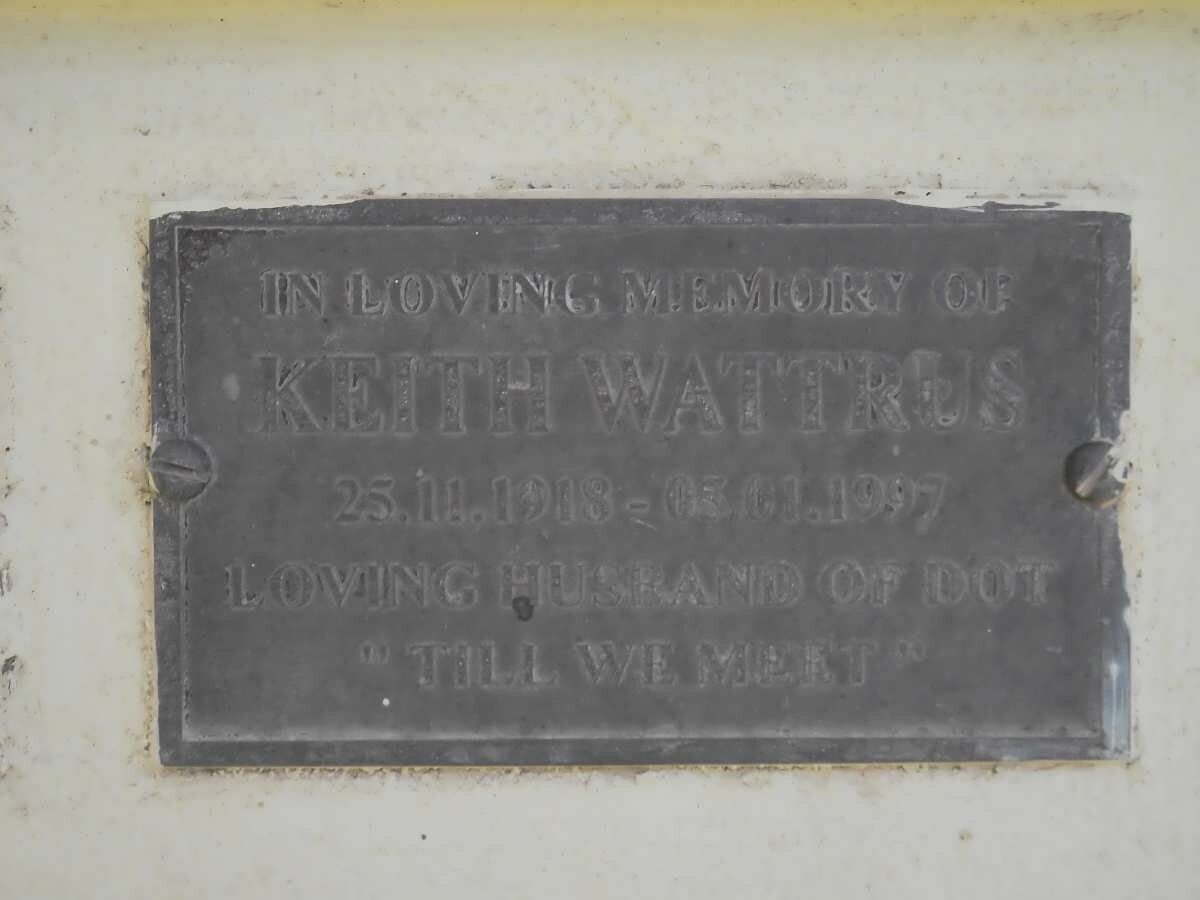 IN LOVING MEMORY OF
KEITH WATTRUS
25.11.1918 - 05.01.1997
LOVING HUSBAND OF DOT
" TILL WE MEET "